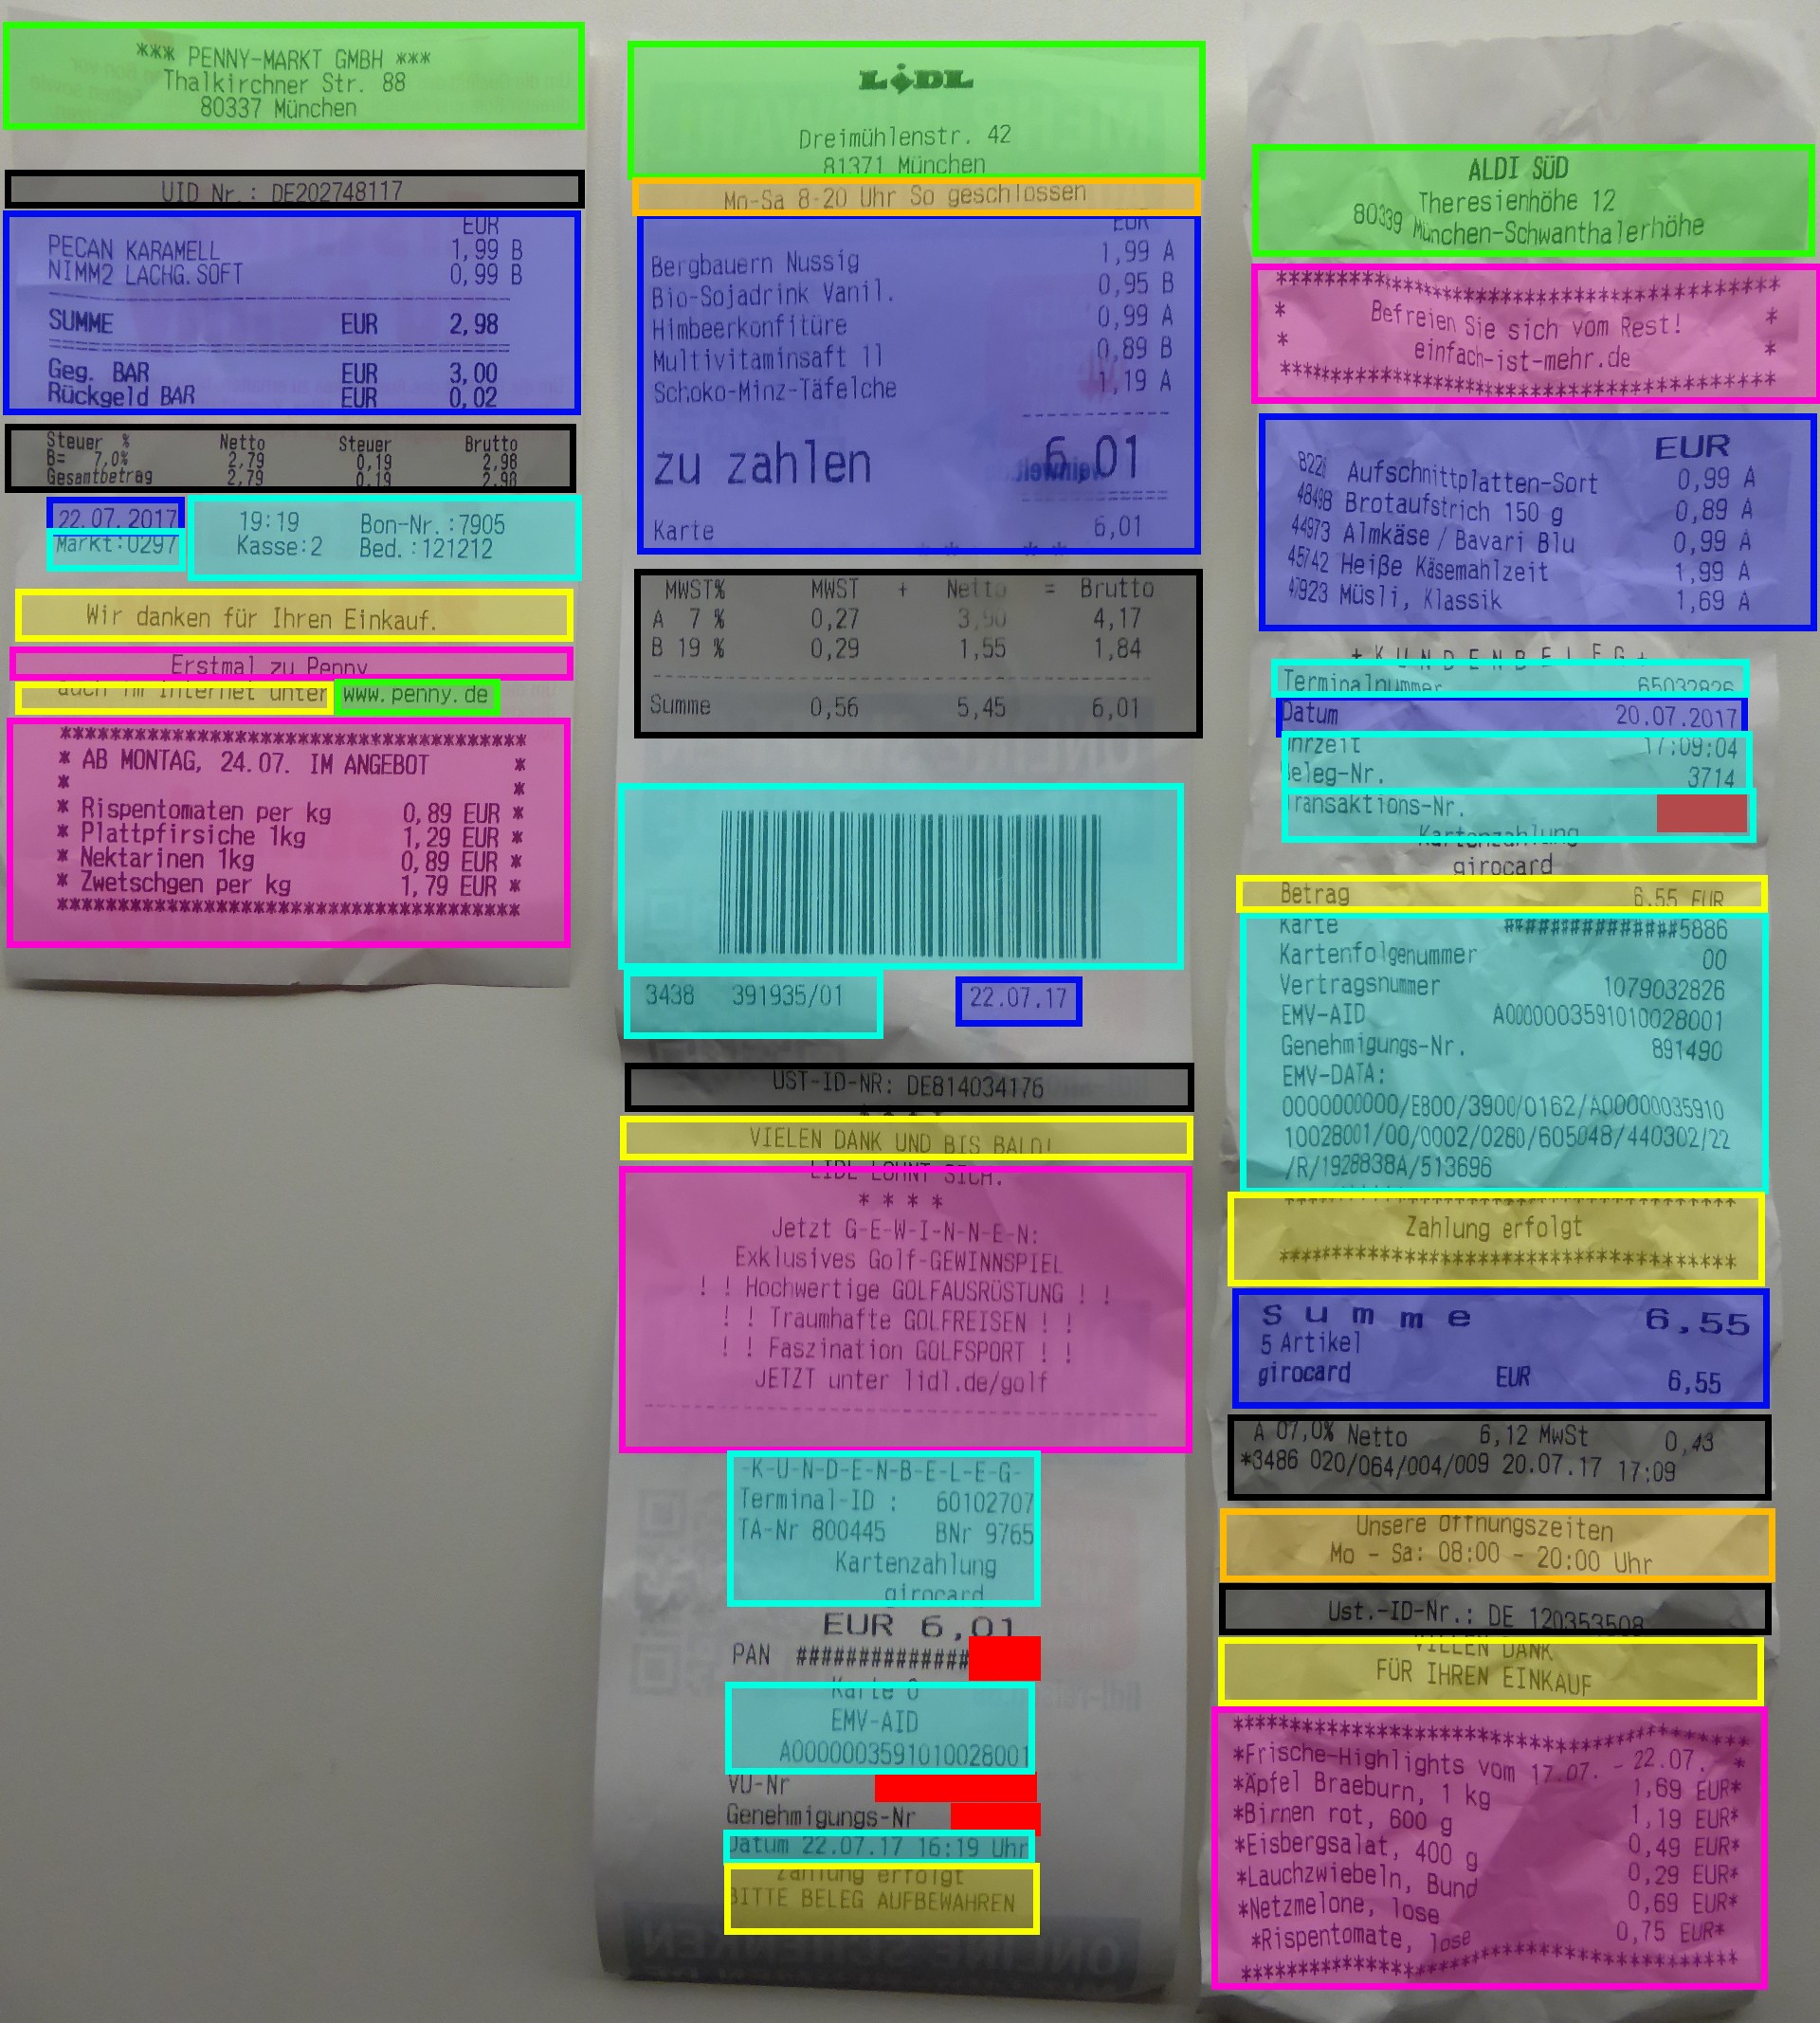 *** PENNY-MARKT GMBH ***
Thalkirchner Str. 88
80337 München
UID Nr.: DE202748117
EUR
PECAN KARAMELL 1,99 B
NIMM2 LACHG.SOFT 0,99 B
SUMME EUR 2,98
Geg. BAR EUR 3,00
Rückgeld BAR EUR 0,02
Steuer % Netto Steuer Brutto
B= 7,0% 2,79 0,19 2,98
Gesamtbetrag 2,79 0,19 2,98
22.07.2017 19:19 Bon-Nr.:7905
Markt:0297 Kasse:2 Bed.:121212
Wir danken für Ihren Einkauf.
Erstmal zu Penny
auch im Internet unter www.penny.de
************************************
* AB MONTAG, 24.07. IM ANGEBOT *
* *
* Rispentomaten per kg 0,89 EUR *
* Plattpfirsiche 1kg 1,29 EUR *
* Nektarinen 1kg 0,89 EUR *
* Zwetschgen per kg 1,79 EUR *
************************************
LIDL
Dreimühlenstr. 42
81371 München
Mo-Sa 8-20 Uhr So geschlossen
EUR
Bergbauern Nussig 1,99 A
Bio-Sojadrink Vanil. 0,95 B
Himbeerkonfitüre 0,99 A
Multivitaminsaft 1l 0,89 B
Schoko-Minz-Täfelche 1,19 A
zu zahlen 6,01
Karte 6,01
MWST% MWST + Netto = Brutto
A 7 % 0,27 3,90 4,17
B 19 % 0,29 1,55 1,84
Summe 0,56 5,45 6,01
3438 391935/01 22.07.17
UST-ID-NR: DE814034176
VIELEN DANK UND BIS BALD!
LIDL LOHNT SICH.
* * * *
Jetzt G-E-W-I-N-N-E-N:
Exklusives Golf-GEWINNSPIEL
! ! Hochwertige GOLFAUSRÜSTUNG ! !
! ! Traumhafte GOLFREISEN ! !
! ! Faszination GOLFSPORT ! !
JETZT unter lidl.de/golf
-K-U-N-D-E-N-B-E-L-E-G-
Terminal-ID : 60102707
TA-Nr 800445 BNr 9765
Kartenzahlung
girocard
EUR 6,01
PAN ##############
Karte 0
EMV-AID
A0000003591010028001
VU-Nr
Genehmigungs-Nr
Datum 22.07.17 16:19 Uhr
Zahlung erfolgt
BITTE BELEG AUFBEWAHREN
ALDI SÜD
Theresienhöhe 12
80339 München-Schwanthalerhöhe
******************************************
* Befreien Sie sich vom Rest! *
* einfach-ist-mehr.de *
******************************************
EUR
Aufschnittplatten-Sort 0,99 A
48498 Brotaufstrich 150 g 0,89 A
44973 Almkäse / Bavari Blu 0,99 A
45742 Heiße Käsemahlzeit 1,99 A
47923 Müsli, Klassik 1,69 A
+ K U N D E N B E L E G +
Terminalnummer 65032826
Datum 20.07.2017
Uhrzeit 17:09:04
Beleg-Nr. 3714
Transaktions-Nr.
Kartenzahlung
girocard
Betrag 6,55 EUR
Karte ###############5886
Kartenfolgenummer 00
Vertragsnummer 1079032826
EMV-AID A0000003591010028001
Genehmigungs-Nr. 891490
EMV-DATA:
0000000000/E800/3900/0162/A00000035910
10028001/00/0002/0280/605048/440302/22
/R/1928838A/513696
**************************************
Zahlung erfolgt
**************************************
S u m m e 6,55
5 Artikel
girocard EUR 6,55
A 07,0% Netto 6,12 MwSt 0,43
*3486 020/064/004/009 20.07.17 17:09
Unsere Öffnungszeiten
Mo - Sa: 08:00 - 20:00 Uhr
Ust.-ID-Nr.: DE 120353508
VIELEN DANK
FÜR IHREN EINKAUF
******************************************
*Frische-Highlights vom 17.07. - 22.07. *
*Äpfel Braeburn, 1 kg 1,69 EUR*
*Birnen rot, 600 g 1,19 EUR*
*Eisbergsalat, 400 g 0,49 EUR*
*Lauchzwiebeln, Bund 0,29 EUR*
*Netzmelone, lose 0,69 EUR*
*Rispentomate, lose 0,75 EUR*
******************************************